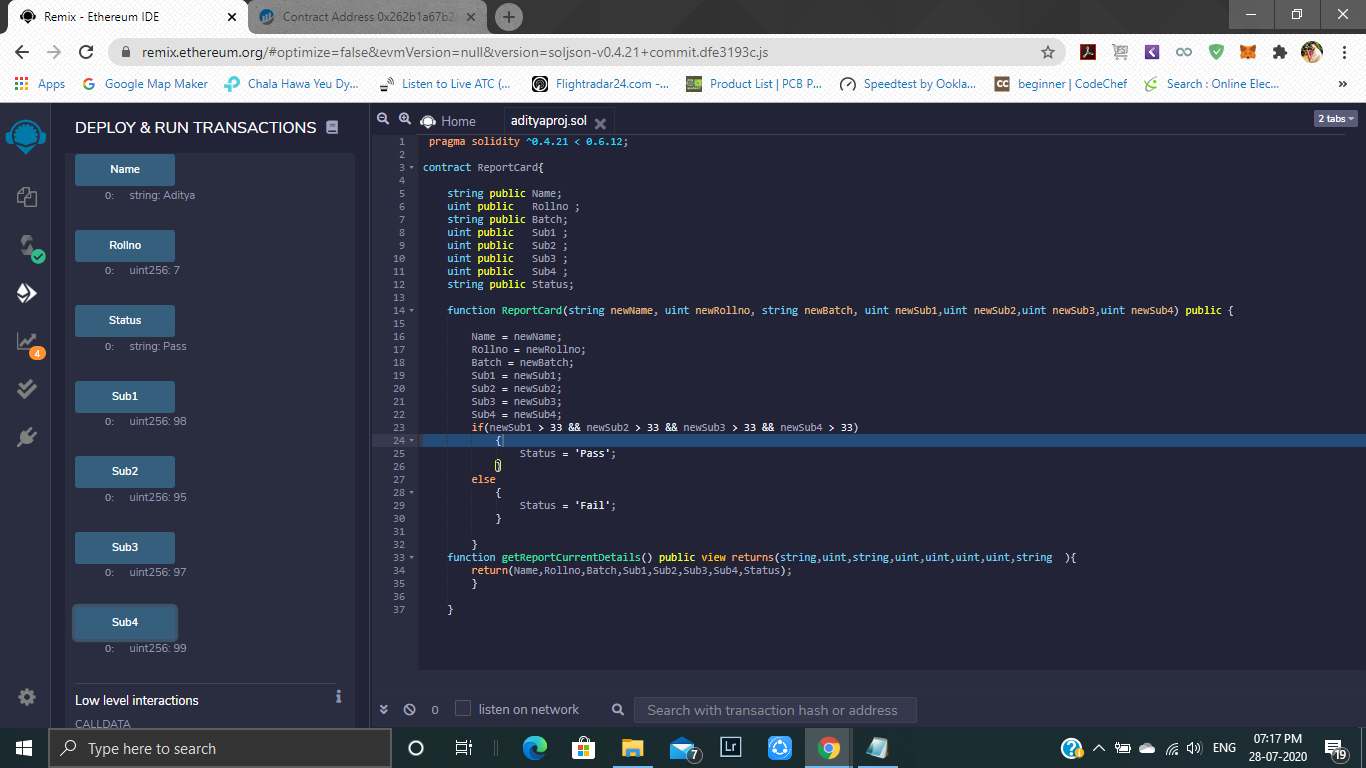 Remix - Ethereum IDE
Contract Address 0x262b1a67b2
remix.ethereum.org/#optimize=false&evmVersion=null&version=soljson-v0.4.21+commit.dfe3193c.js
Apps Google Map Maker Chala Hawa Yeu Dy... Listen to Live ATC (... Flightradar24.com -... Product List | PCB P... Speedtest by Ookla... CC beginner | CodeChef Search : Online Elec... »
DEPLOY & RUN TRANSACTIONS
Name
0: string: Aditya
Rollno
0: uint256: 7
Status
0: string: Pass
Sub1
0: uint256: 98
Sub2
0: uint256: 95
Sub3
0: uint256: 97
Sub4
0: uint256: 99
Low level interactions
i
CALLDATA
4
Home adityaproj.sol 2 tabs
1 pragma solidity ^0.4.21 < 0.6.12;
2
3 contract ReportCard{
4
5 string public Name;
6 uint public Rollno ;
7 string public Batch;
8 uint public Sub1 ;
9 uint public Sub2 ;
10 uint public Sub3 ;
11 uint public Sub4 ;
12 string public Status;
13
14 function ReportCard(string newName, uint newRollno, string newBatch, uint newSub1,uint newSub2,uint newSub3,uint newSub4) public {
15
16 Name = newName;
17 Rollno = newRollno;
18 Batch = newBatch;
19 Sub1 = newSub1;
20 Sub2 = newSub2;
21 Sub3 = newSub3;
22 Sub4 = newSub4;
23 if(newSub1 > 33 && newSub2 > 33 && newSub3 > 33 && newSub4 > 33)
24 {
25 Status = 'Pass';
26 }
27 else
28 {
29 Status = 'Fail';
30 }
31
32 }
33 function getReportCurrentDetails() public view returns(string,uint,string,uint,uint,uint,uint,string ){
34 return(Name,Rollno,Batch,Sub1,Sub2,Sub3,Sub4,Status);
35 }
36
37 }
0 listen on network Search with transaction hash or address
Type here to search
7
Lr
ENG
07:17 PM
28-07-2020
19